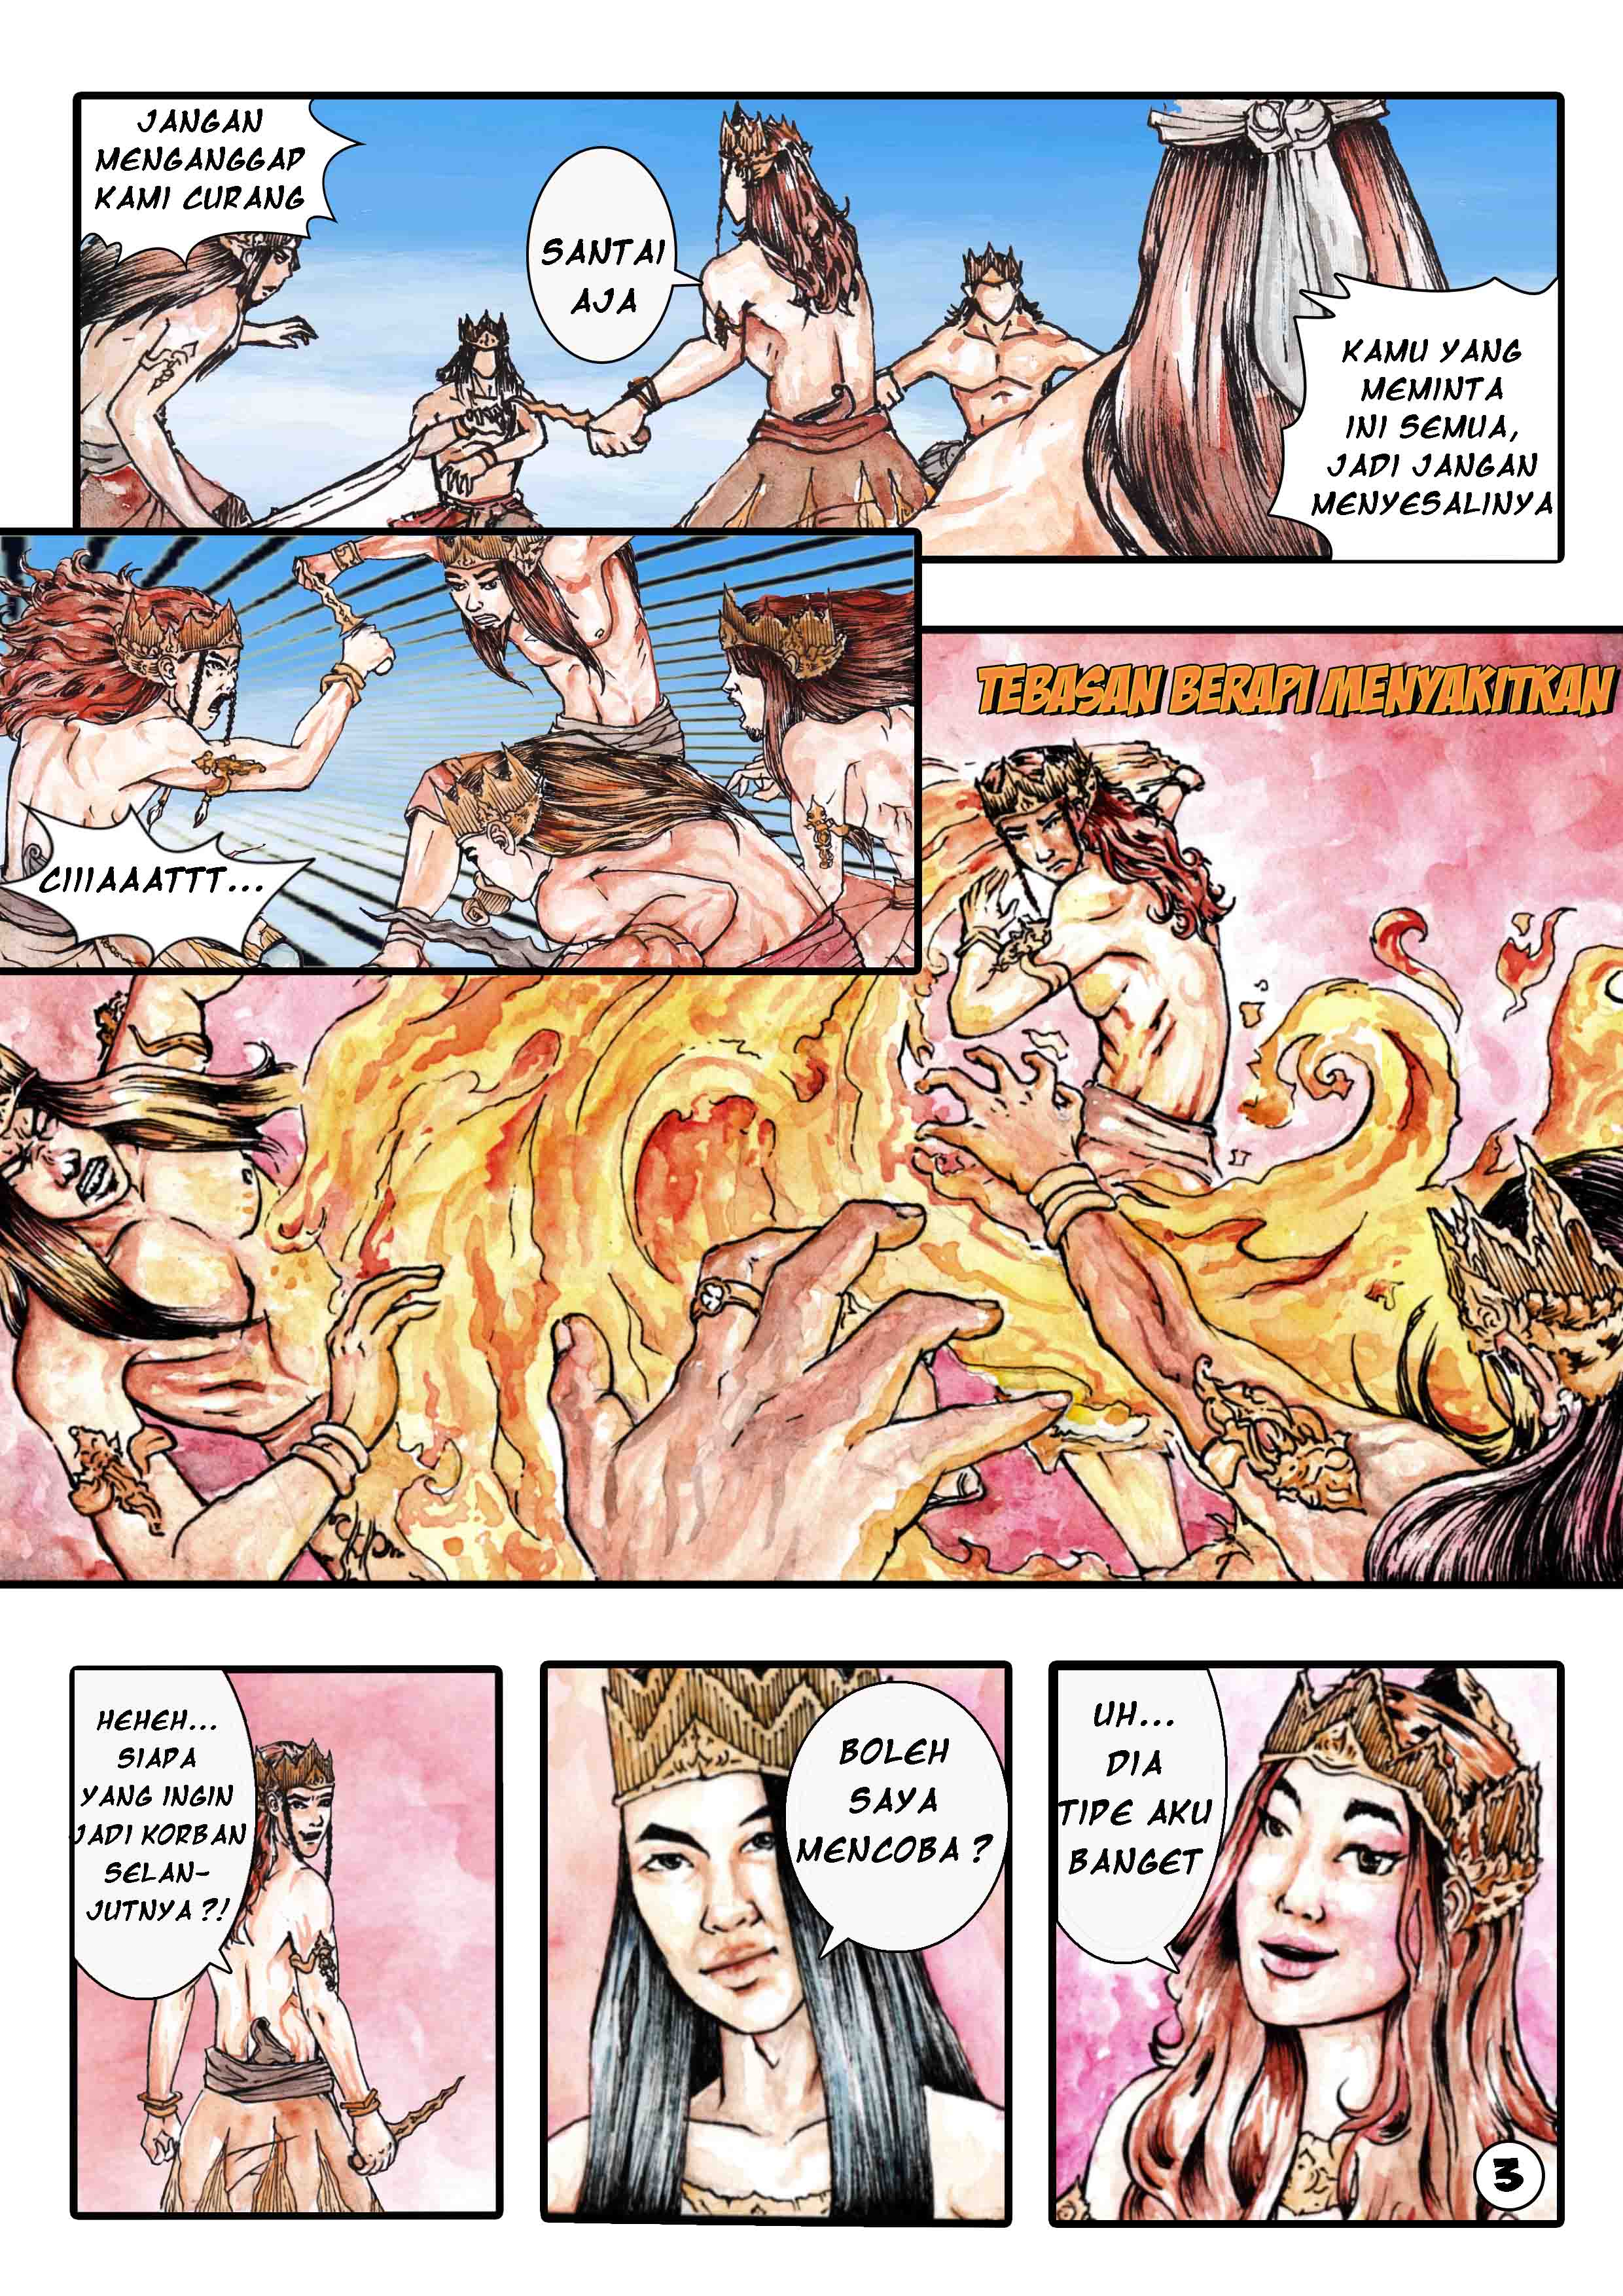 JANGAN
MENGANGGAP
KAMI CURANG
SANTAI
AJA
KAMU YANG
MEMINTA
INI SEMUA,
JADI JANGAN
MENYESALINYA
CIIIAAATTT...
TEBASAN BERAPI MENYAKITKAN
HEHEH...
SIAPA
YANG INGIN
JADI KORBAN
SELAN-
JUTNYA?!
BOLEH
SAYA
MENCOBA?
UH...
DIA
TIPE AKU
BANGET
3